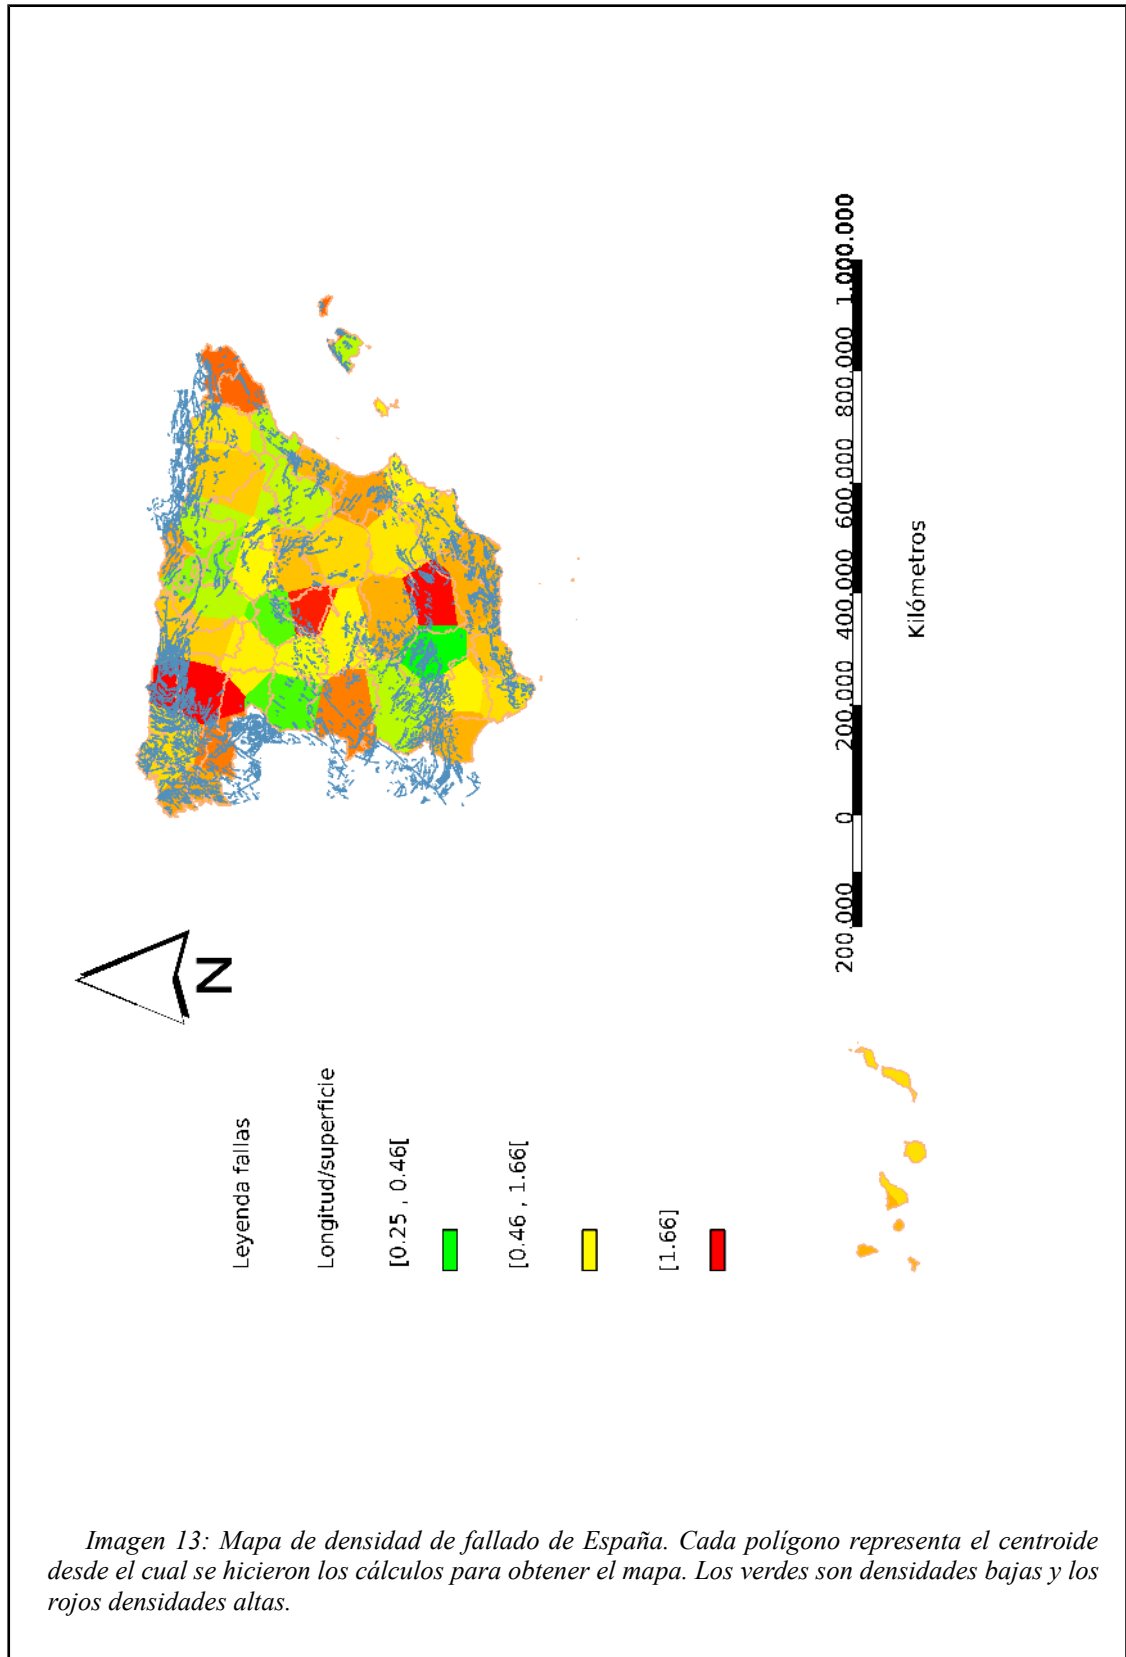 N
Leyenda fallas
Longitud/superficie
[0.25 , 0.46[
[0.46 , 1.66[
[1.66]
200.000 0 200.000 400.000 600.000 800.000 1.000.000
Kilómetros
Imagen 13: Mapa de densidad de fallado de España. Cada polígono representa el centroide
desde el cual se hicieron los cálculos para obtener el mapa. Los verdes son densidades bajas y los
rojos densidades altas.